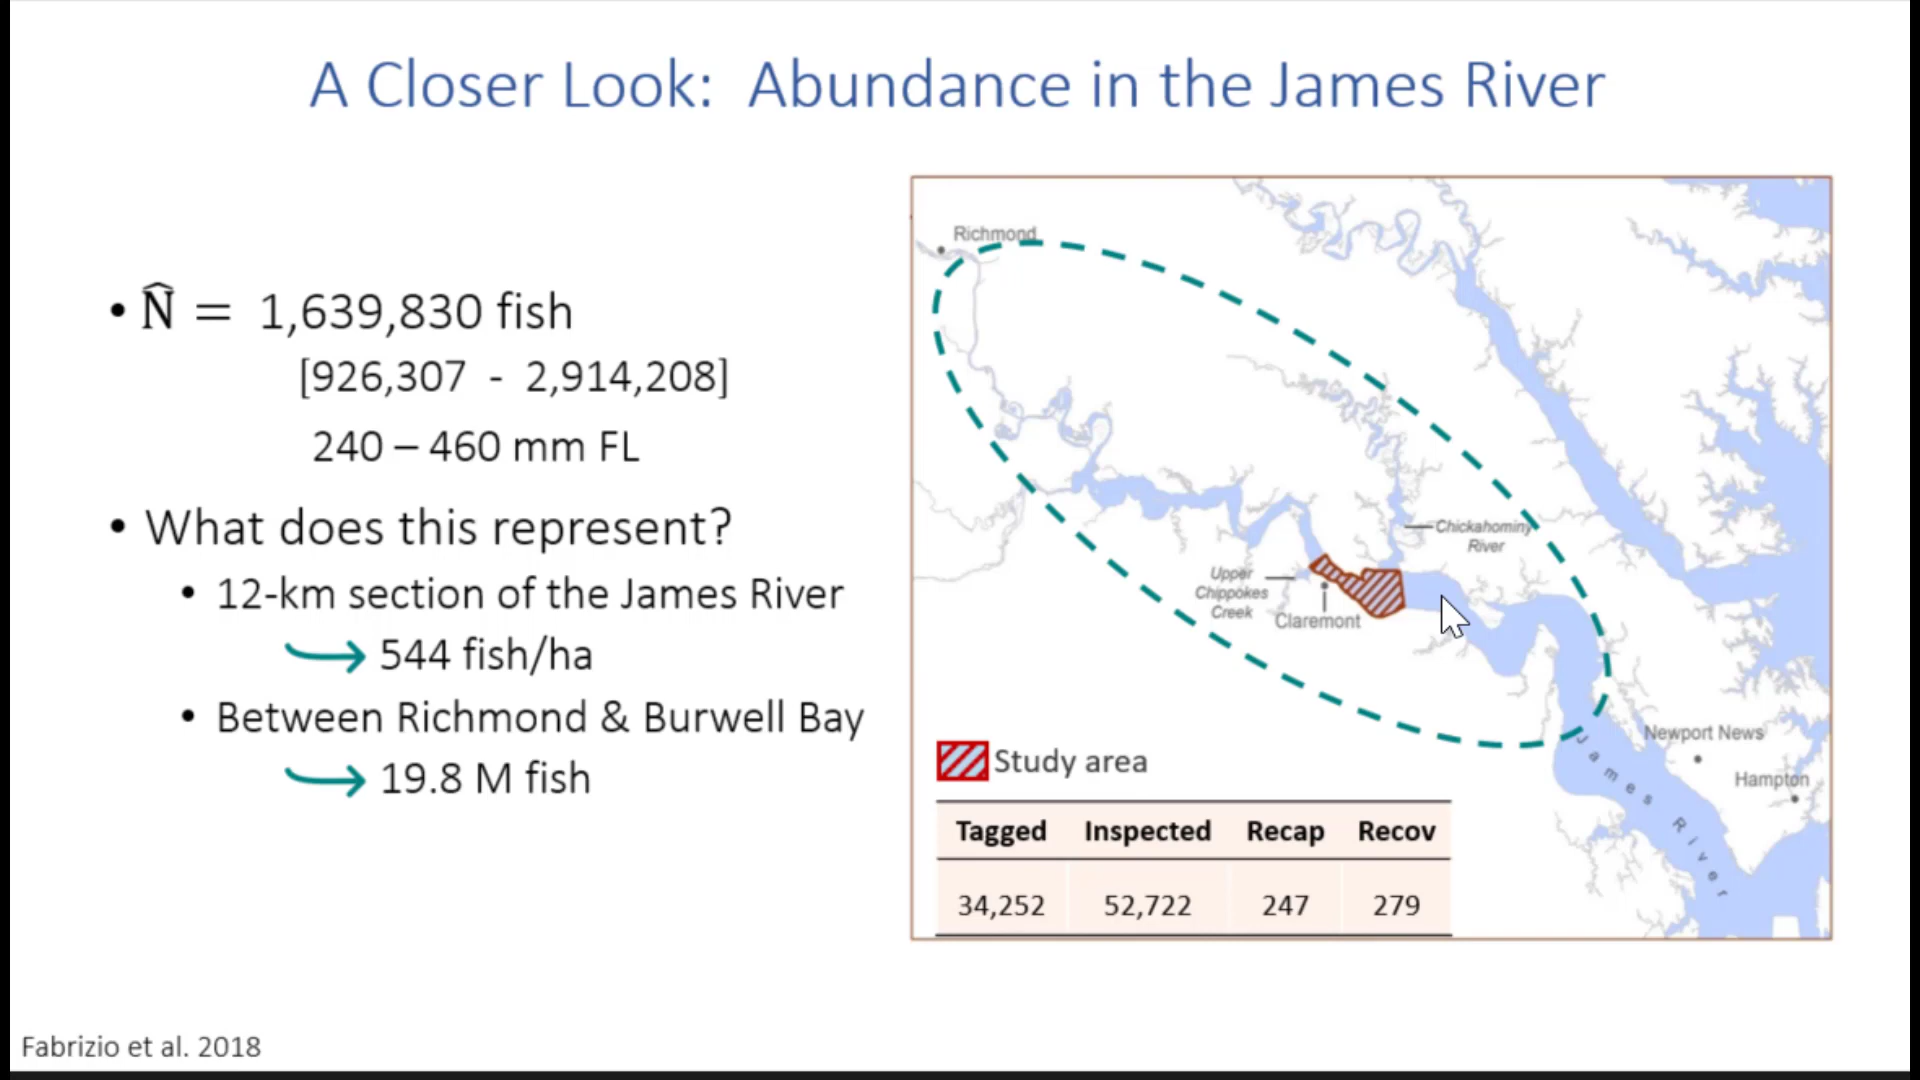 A Closer Look: Abundance in the James River
• N̂ = 1,639,830 fish
[926,307 - 2,914,208]
240 – 460 mm FL
• What does this represent?
• 12-km section of the James River
544 fish/ha
• Between Richmond & Burwell Bay
19.8 M fish
Richmond
Chickahominy
River
Upper
Chippokes
Creek
Claremont
Newport News
Hampton
James River
Study area
Tagged Inspected Recap Recov
34,252 52,722 247 279
Fabrizio et al. 2018